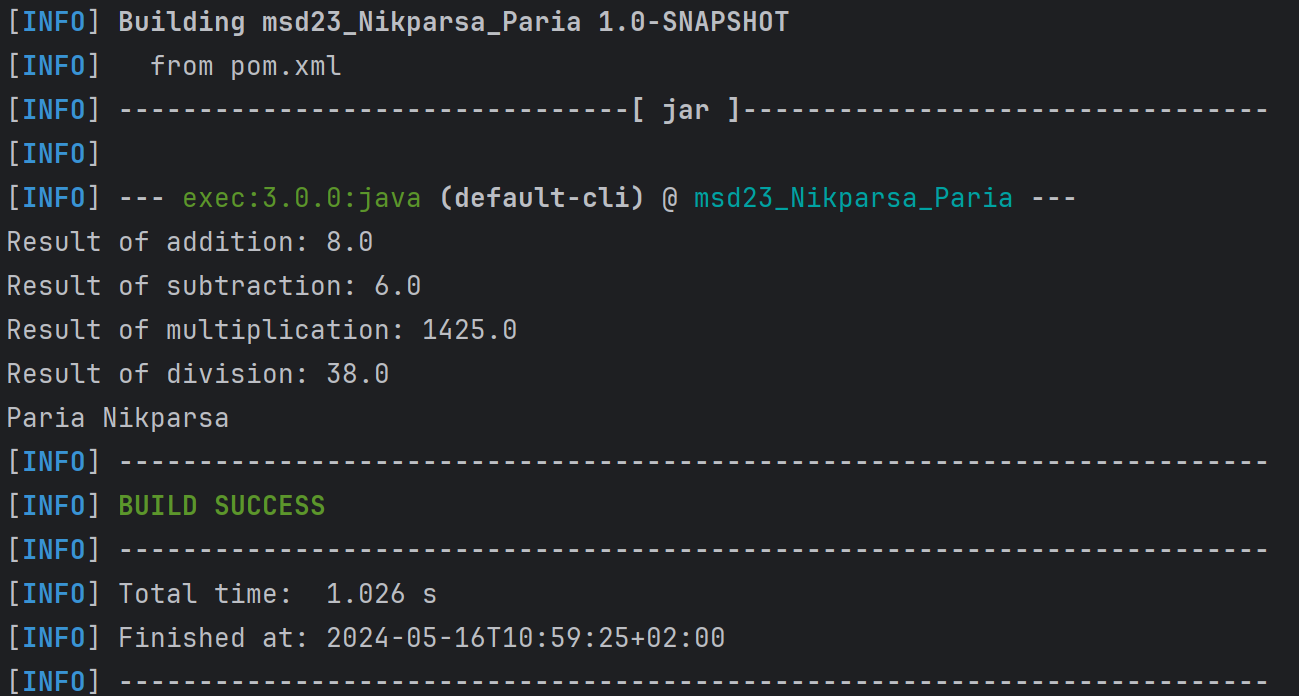 [INFO] Building msd23_Nikparsa_Paria 1.0-SNAPSHOT
[INFO]   from pom.xml
[INFO] --------------------------------[ jar ]---------------------------------
[INFO]
[INFO] --- exec:3.0.0:java (default-cli) @ msd23_Nikparsa_Paria ---
Result of addition: 8.0
Result of subtraction: 6.0
Result of multiplication: 1425.0
Result of division: 38.0
Paria Nikparsa
[INFO] ------------------------------------------------------------------------
[INFO] BUILD SUCCESS
[INFO] ------------------------------------------------------------------------
[INFO] Total time:  1.026 s
[INFO] Finished at: 2024-05-16T10:59:25+02:00
[INFO] ------------------------------------------------------------------------